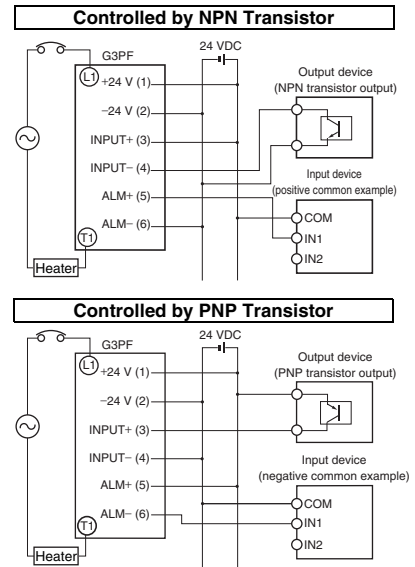 Controlled by NPN Transistor
24 VDC
G3PF
L1
+24 V (1)
−24 V (2)
INPUT+ (3)
INPUT− (4)
ALM+ (5)
ALM− (6)
T1
Heater
Output device
(NPN transistor output)
Input device
(positive common example)
COM
IN1
IN2
Controlled by PNP Transistor
24 VDC
G3PF
L1
+24 V (1)
−24 V (2)
INPUT+ (3)
INPUT− (4)
ALM+ (5)
ALM− (6)
T1
Heater
Output device
(PNP transistor output)
Input device
(negative common example)
COM
IN1
IN2